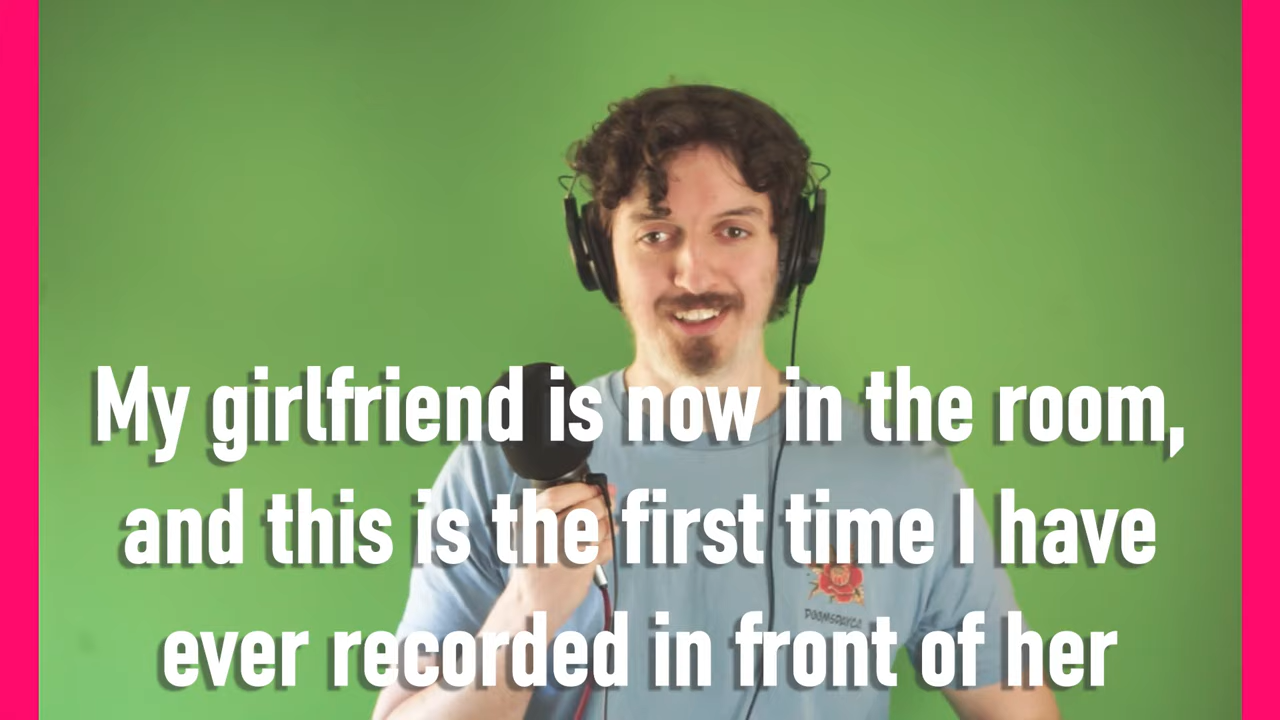 My girlfriend is now in the room,
and this is the first time I have
ever recorded in front of her
DOOMSDAYCO